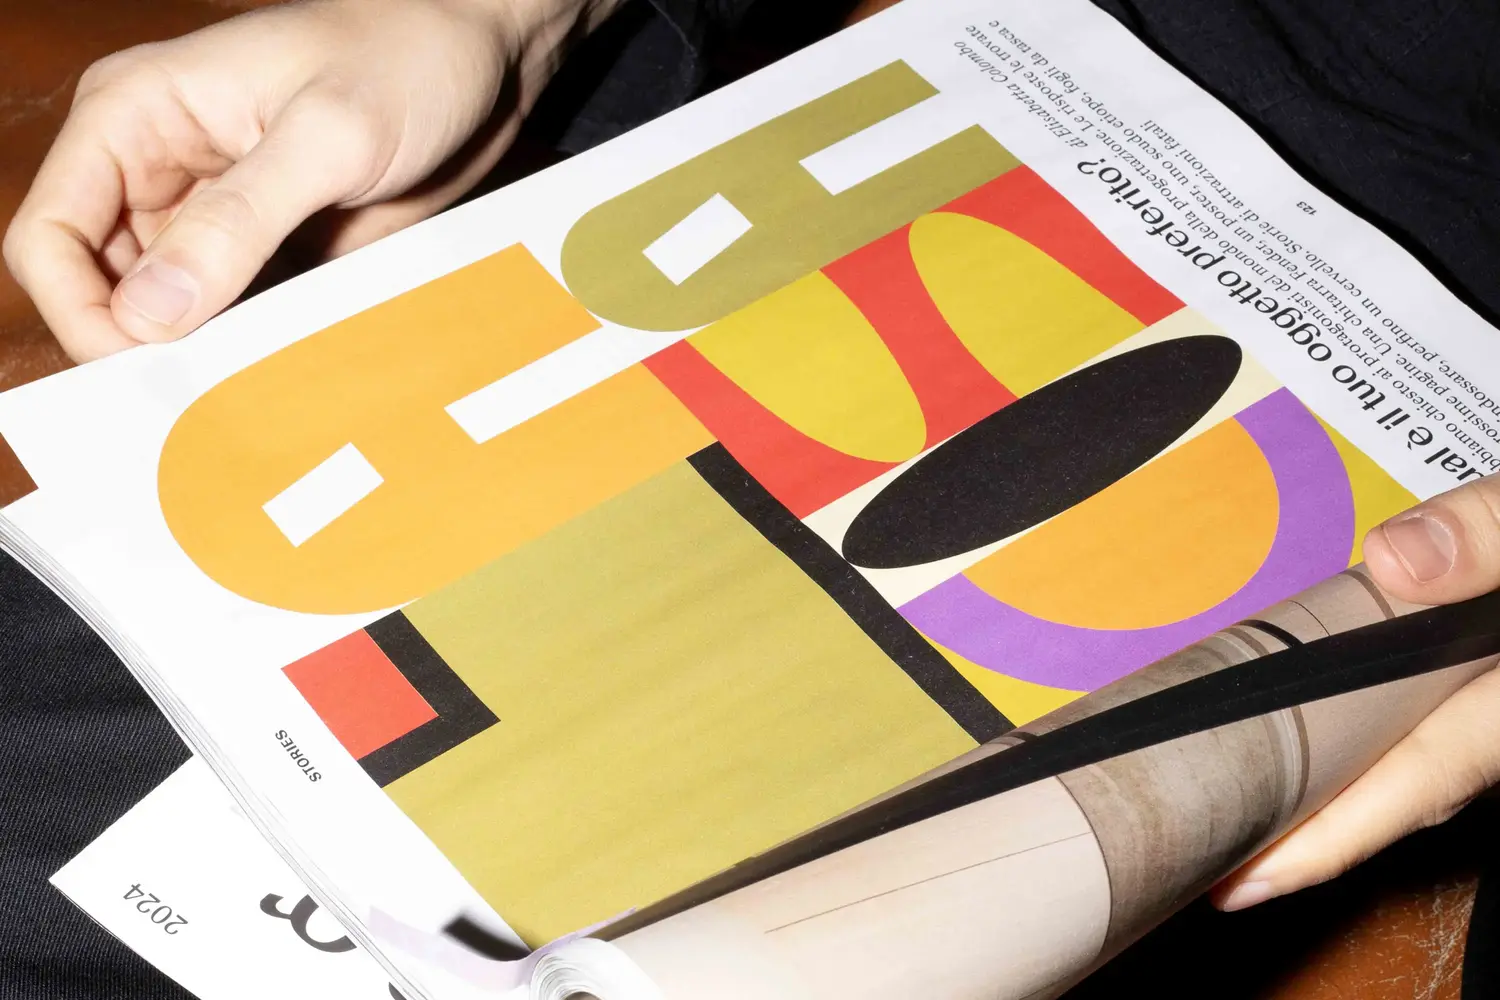 STORIES
ual è il tuo oggetto preferito?
di Elisabetta Colombo
bbiamo chiesto ai protagonisti del mondo della progettazione. Le risposte le trovate
rossime pagine. Una chitarra Fender, un poster, uno scudo etiope, fogli da tasca e
ndossare, perfino un cervello. Storie di attrazioni fatali
123
2024